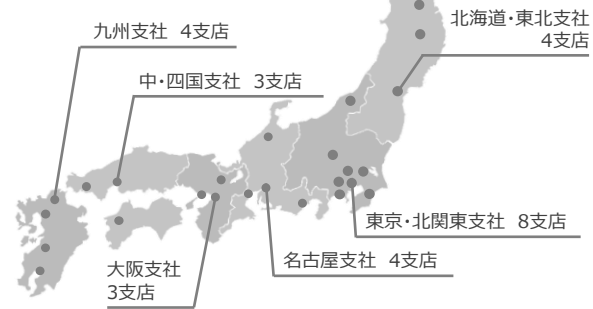 北海道・東北支社
4支店
九州支社 4支店
中・四国支社 3支店
東京・北関東支社 8支店
名古屋支社 4支店
大阪支社
3支店